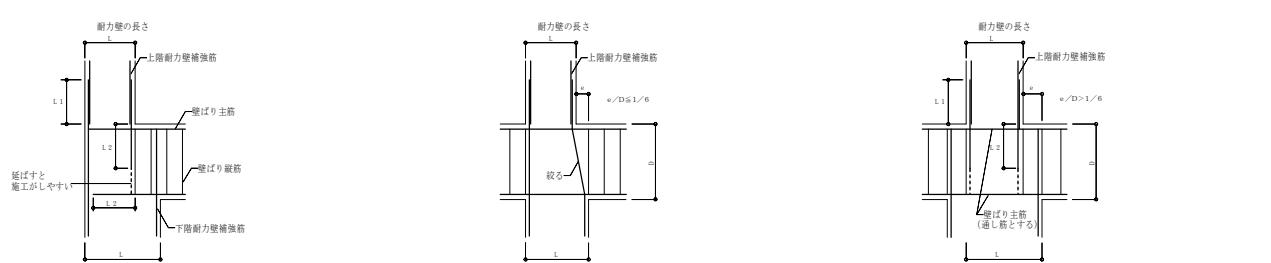 耐力壁の長さ
L
上階耐力壁補強筋
L1
壁ばり主筋
L2
壁ばり縦筋
延ばすと
施工がしやすい
L2
下階耐力壁補強筋
L
耐力壁の長さ
L
上階耐力壁補強筋
e
e/D≦1/6
D
絞る
L
耐力壁の長さ
L
上階耐力壁補強筋
e
e/D>1/6
L1
L2
D
壁ばり主筋
(通し筋とする)
L